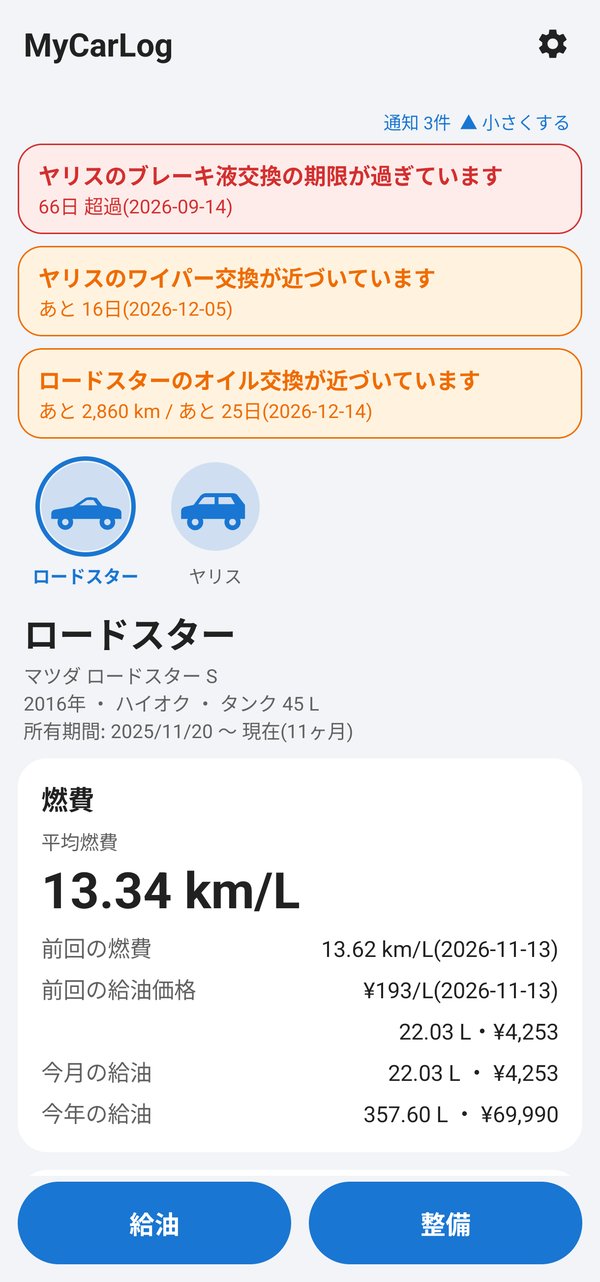 MyCarLog
通知 3件 ▲ 小さくする
ヤリスのブレーキ液交換の期限が過ぎています
66日 超過(2026-09-14)
ヤリスのワイパー交換が近づいています
あと 16日(2026-12-05)
ロードスターのオイル交換が近づいています
あと 2,860 km / あと 25日(2026-12-14)
ロードスター
ヤリス
ロードスター
マツダ ロードスター S
2016年 ・ ハイオク ・ タンク 45 L
所有期間: 2025/11/20 〜 現在(11ヶ月)
燃費
平均燃費
13.34 km/L
前回の燃費 13.62 km/L(2026-11-13)
前回の給油価格 ¥193/L(2026-11-13)
22.03 L・¥4,253
今月の給油 22.03 L ・ ¥4,253
今年の給油 357.60 L ・ ¥69,990
給油
整備